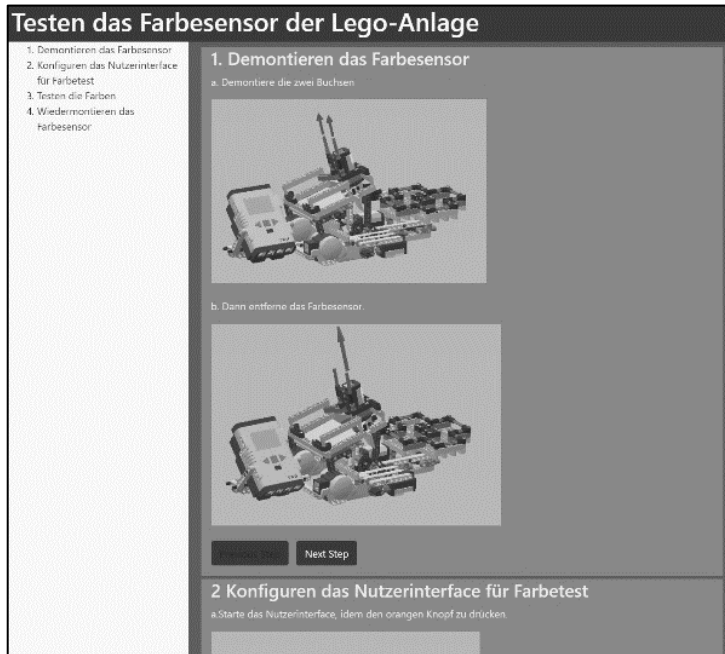 Testen das Farbesensor der Lego-Anlage
1. Demontieren das Farbesensor
2. Konfiguren das Nutzerinterface
für Farbetest
3. Testen die Farben
4. Wiedermontieren das
Farbesensor
1. Demontieren das Farbesensor
a. Demontiere die zwei Buchsen
b. Dann entferne das Farbesensor.
Previous Step
Next Step
2 Konfiguren das Nutzerinterface für Farbetest
a.Starte das Nutzerinterface, idem den orangen Knopf zu drücken.